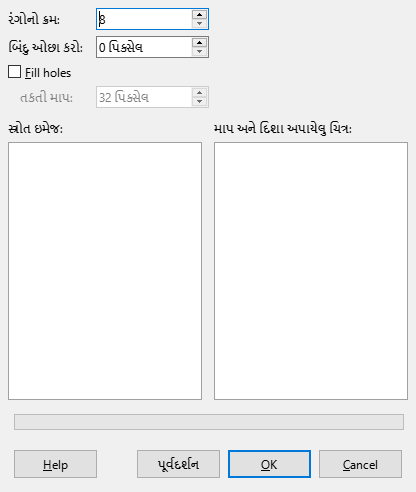 રંગોનો ક્રમ: 8
બિંદુ ઓછા કરો: 0 પિક્સેલ
Fill holes
તકતી માપ: 32 પિક્સેલ
સ્ત્રોત ઇમેજ: માપ અને દિશા અપાયેલુ ચિત્ર:
Help પૂર્વદર્શન OK Cancel